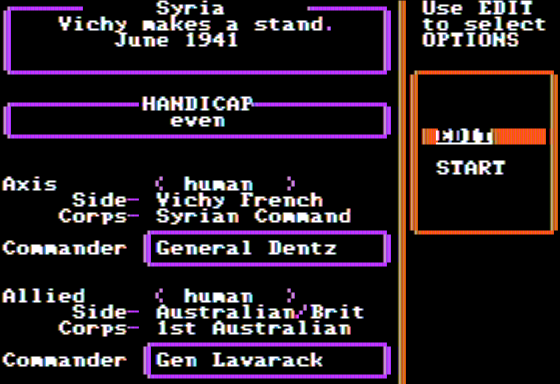 Syria
Vichy makes a stand.
June 1941
HANDICAP
even
Axis ( human )
Side- Vichy French
Corps- Syrian Command
Commander General Dentz
Allied ( human )
Side- Australian/Brit
Corps- 1st Australian
Commander Gen Lavarack
Use EDIT
to select
OPTIONS
EDIT
START